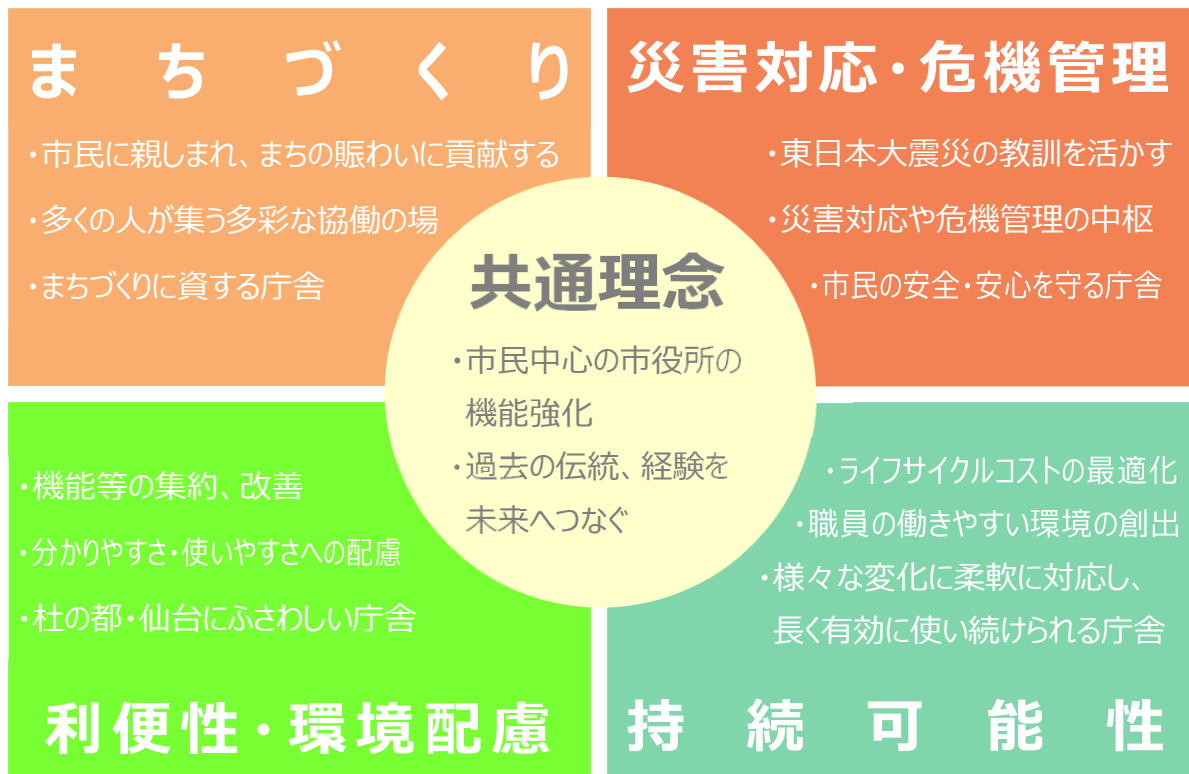 まちづくり
・市民に親しまれ、まちの賑わいに貢献する
・多くの人が集う多彩な協働の場
・まちづくりに資する庁舎
災害対応・危機管理
・東日本大震災の教訓を活かす
・災害対応や危機管理の中枢
・市民の安全・安心を守る庁舎
共通理念
・市民中心の市役所の
機能強化
・過去の伝統、経験を
未来へつなぐ
・機能等の集約、改善
・分かりやすさ・使いやすさへの配慮
・杜の都・仙台にふさわしい庁舎
利便性・環境配慮
・ライフサイクルコストの最適化
・職員の働きやすい環境の創出
・様々な変化に柔軟に対応し、
長く有効に使い続けられる庁舎
持続可能性